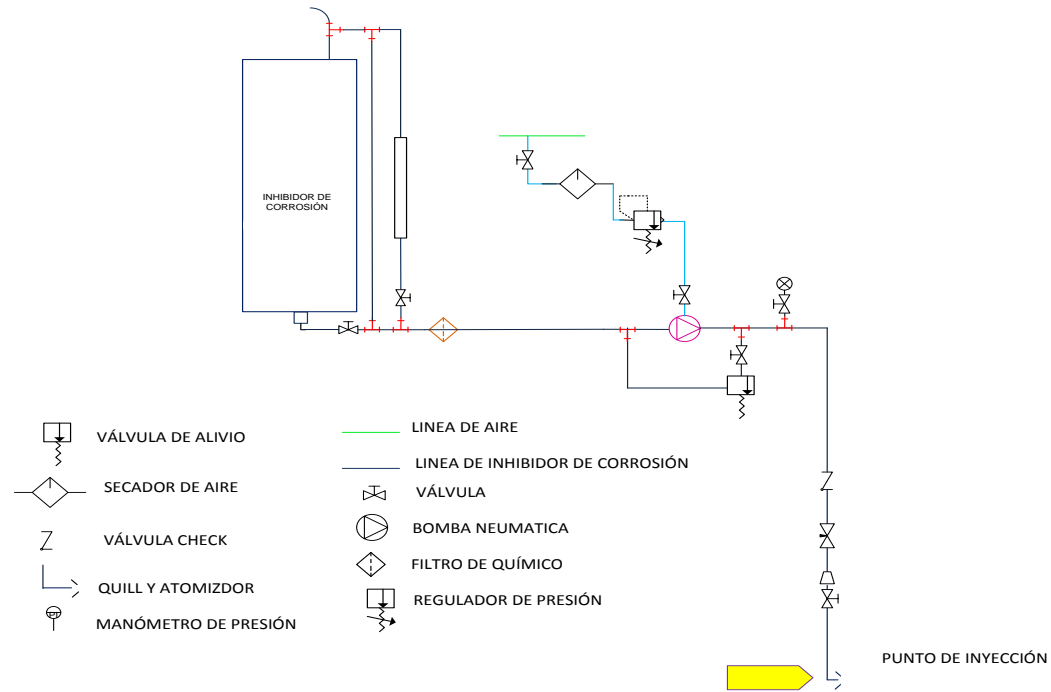 INHIBIDOR DE
CORROSIÓN
VÁLVULA DE ALIVIO
SECADOR DE AIRE
VÁLVULA CHECK
QUILL Y ATOMIZDOR
MANÓMETRO DE PRESIÓN
LINEA DE AIRE
LINEA DE INHIBIDOR DE CORROSIÓN
VÁLVULA
BOMBA NEUMATICA
FILTRO DE QUÍMICO
REGULADOR DE PRESIÓN
PUNTO DE INYECCIÓN